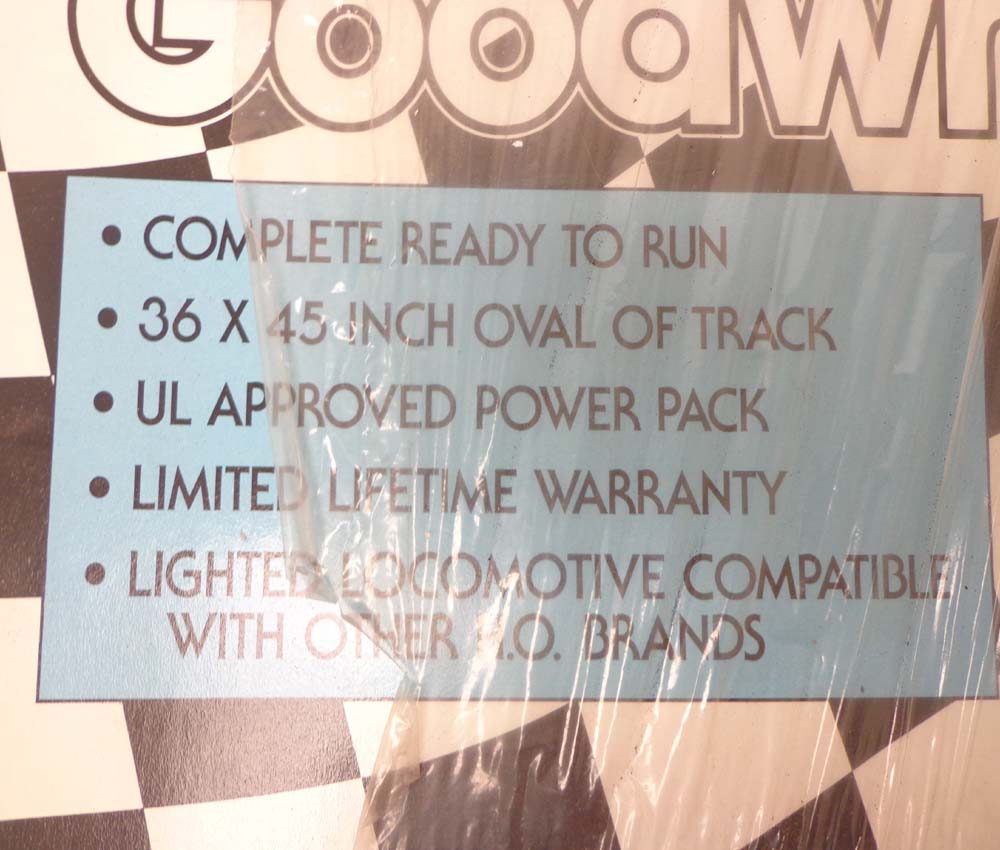 • COMPLETE READY TO RUN
• 36 X 45 INCH OVAL OF TRACK
• UL APPROVED POWER PACK
• LIMITED LIFETIME WARRANTY
• LIGHTED LOCOMOTIVE COMPATIBLE
WITH OTHER H.O. BRANDS